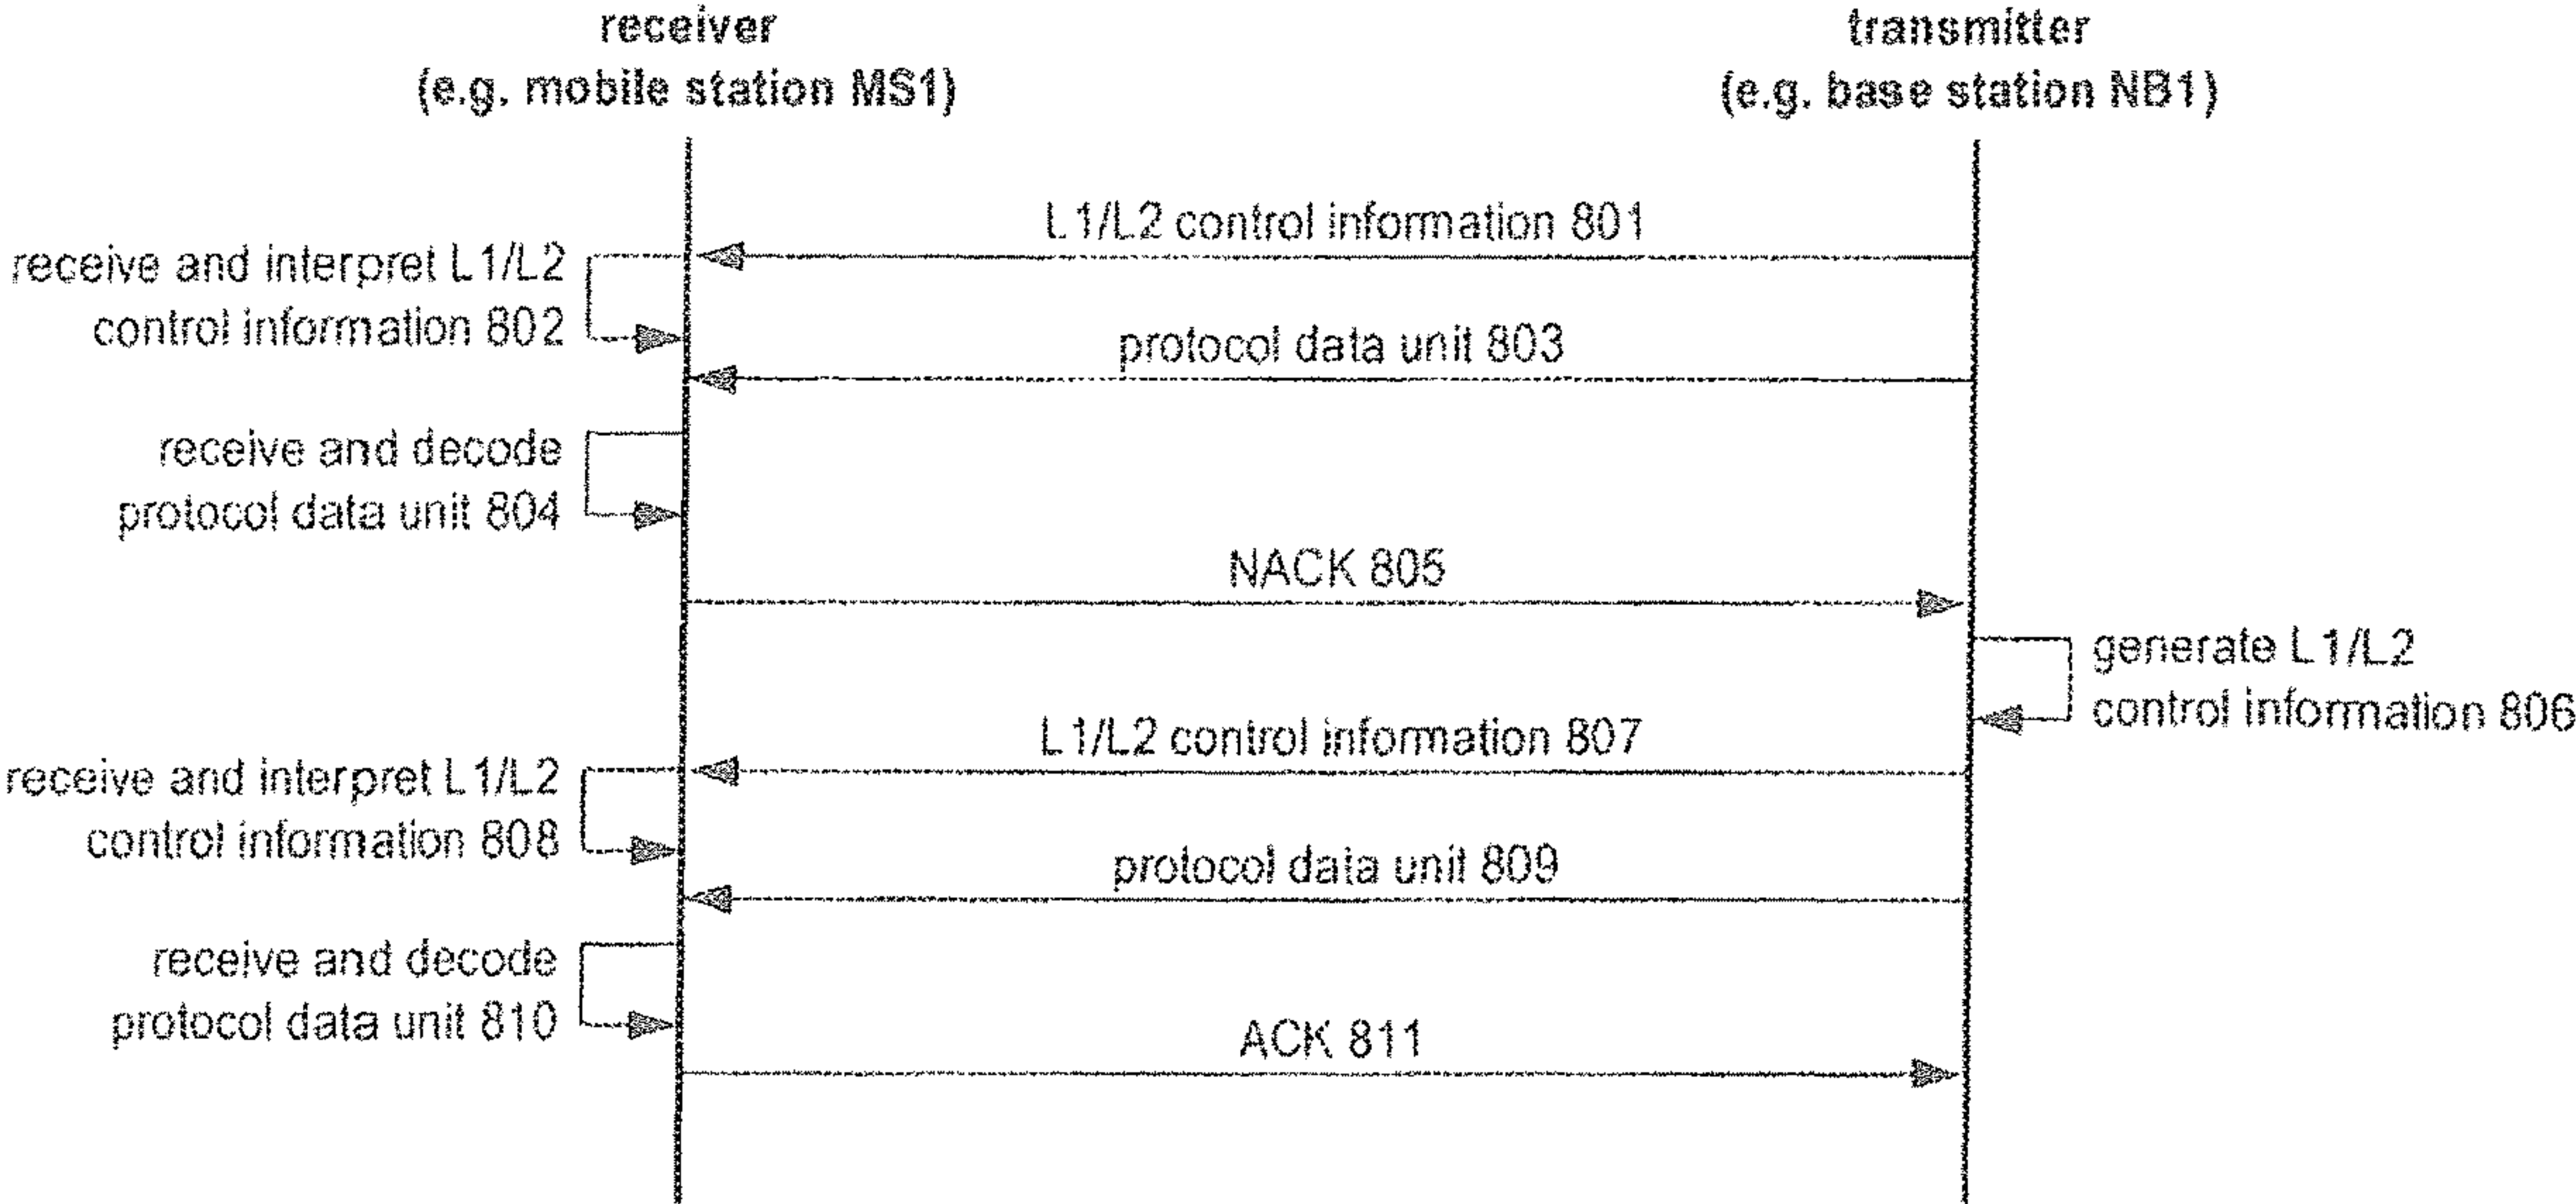 receiver
(e.g. mobile station MS1)
transmitter
(e.g. base station NB1)
L1/L2 control information 801
receive and interpret L1/L2
control information 802
protocol data unit 803
receive and decode
protocol data unit 804
NACK 805
generate L1/L2
control information 806
L1/L2 control information 807
receive and interpret L1/L2
control information 808
protocol data unit 809
receive and decode
protocol data unit 810
ACK 811